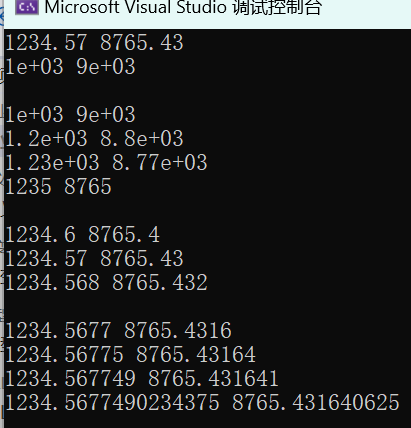 Microsoft Visual Studio 调试控制台
1234.57 8765.43
1e+03 9e+03
1e+03 9e+03
1.2e+03 8.8e+03
1.23e+03 8.77e+03
1235 8765
1234.6 8765.4
1234.57 8765.43
1234.568 8765.432
1234.5677 8765.4316
1234.56775 8765.43164
1234.567749 8765.431641
1234.5677490234375 8765.431640625